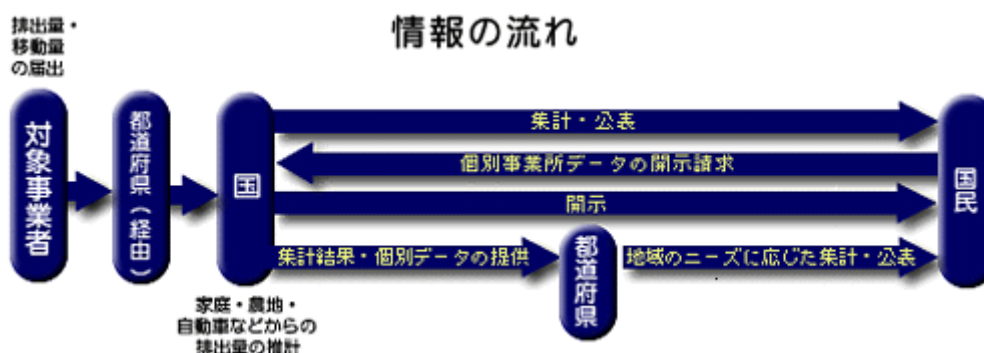 情報の流れ
排出量・
移動量
の届出
対象事業者
都道府県(経由)
国
集計・公表
個別事業所データの開示請求
開示
集計結果・個別データの提供
都道府県
地域のニーズに応じた集計・公表
国民
家庭・農地・
自動車などからの
排出量の推計